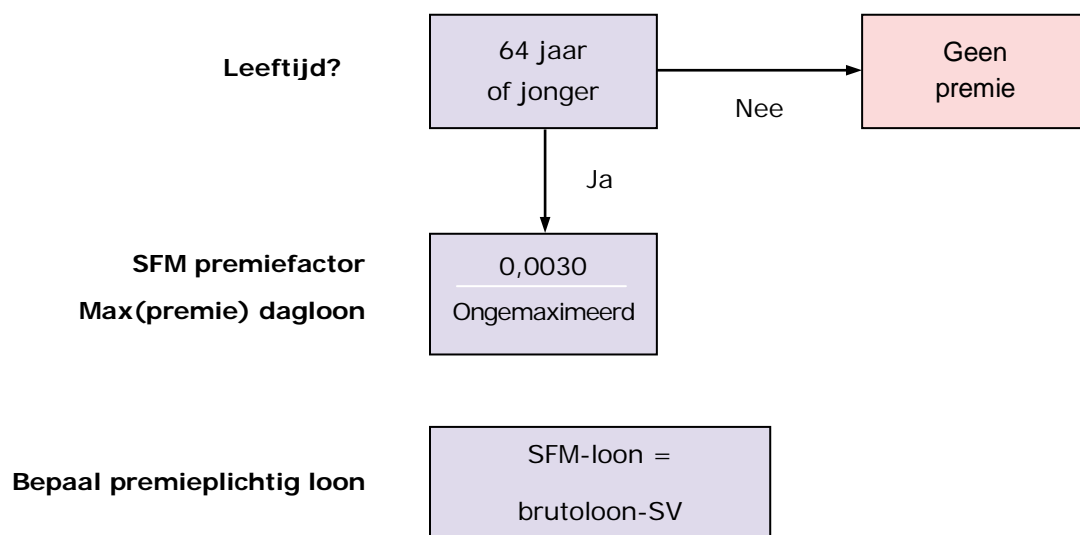 Leeftijd?
64 jaar
of jonger
Nee
Geen
premie
Ja
SFM premiefactor
0,0030
Max(premie) dagloon
Ongemaximeerd
Bepaal premieplichtig loon
SFM-loon =
brutoloon-SV